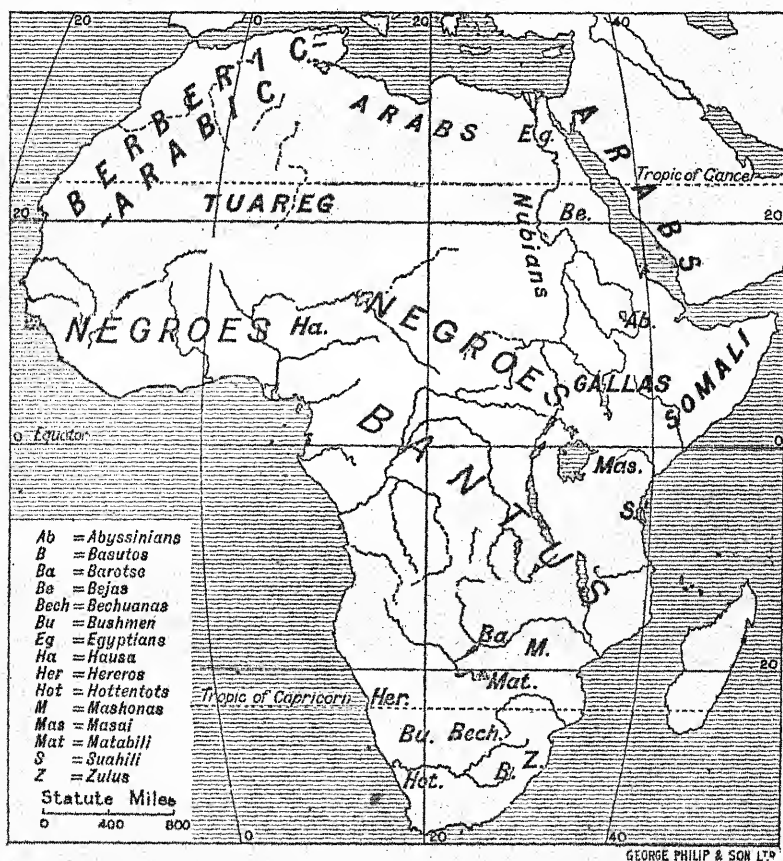 20
0
20
40
BERBERIC-
-ARABIC
ARABS
ARABS
Eg.
Tropic of Cancer
TUAREG
20
20
Nubians
Be.
NEGROES
Ha.
NEGROES
Ab.
GALLAS
SOMALI
0 Equator
0
BANTUS
Mas.
S.
Ba.
M.
Mat.
20
Tropic of Capricorn
Her.
Bu.
Bech.
Z.
B.
Hot.
Ab = Abyssinians
B = Basutos
Ba = Barotse
Be = Bejas
Bech = Bechuanas
Bu = Bushmen
Eg = Egyptians
Ha = Hausa
Her = Hereros
Hot = Hottentots
M = Mashonas
Mas = Masai
Mat = Matabili
S = Suahili
Z = Zulus
Statute Miles
0 400 800
0
20
40
GEORGE PHILIP & SON LTD